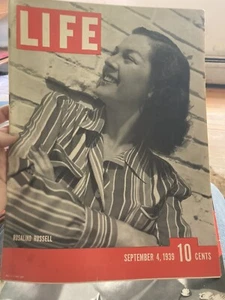 LIFE
ROSALIND RUSSELL
SEPTEMBER 4, 1939 10 CENTS